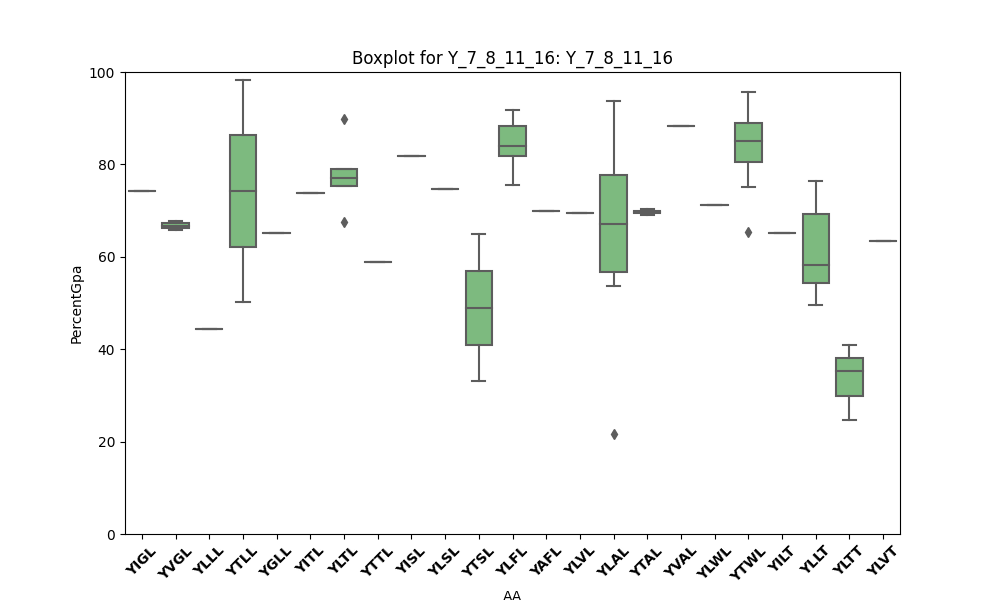 Boxplot for Y_7_8_11_16: Y_7_8_11_16
100
80
60
40
20
0
PercentGpa
YIGL YVGL YLLL YTLL YGLL YITL YLTL YTTL YISL YLSL YTSL YLFL YAFL YLVL YLAL YTAL YVAL YLWL YTWL YILT YLLT YLTT YLVT
AA